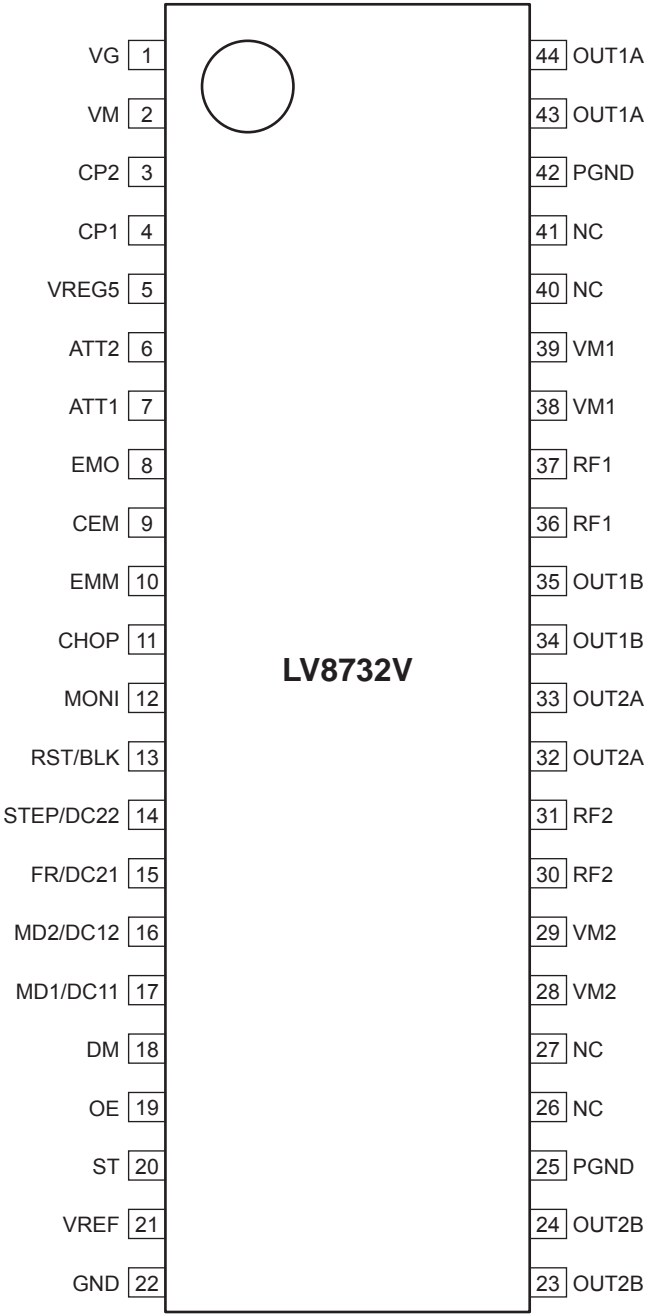 VG 1 44 OUT1A
VM 2 43 OUT1A
CP2 3 42 PGND
CP1 4 41 NC
VREG5 5 40 NC
ATT2 6 39 VM1
ATT1 7 38 VM1
EMO 8 37 RF1
CEM 9 36 RF1
EMM 10 35 OUT1B
CHOP 11 34 OUT1B
LV8732V
MONI 12 33 OUT2A
RST/BLK 13 32 OUT2A
STEP/DC22 14 31 RF2
FR/DC21 15 30 RF2
MD2/DC12 16 29 VM2
MD1/DC11 17 28 VM2
DM 18 27 NC
OE 19 26 NC
ST 20 25 PGND
VREF 21 24 OUT2B
GND 22 23 OUT2B